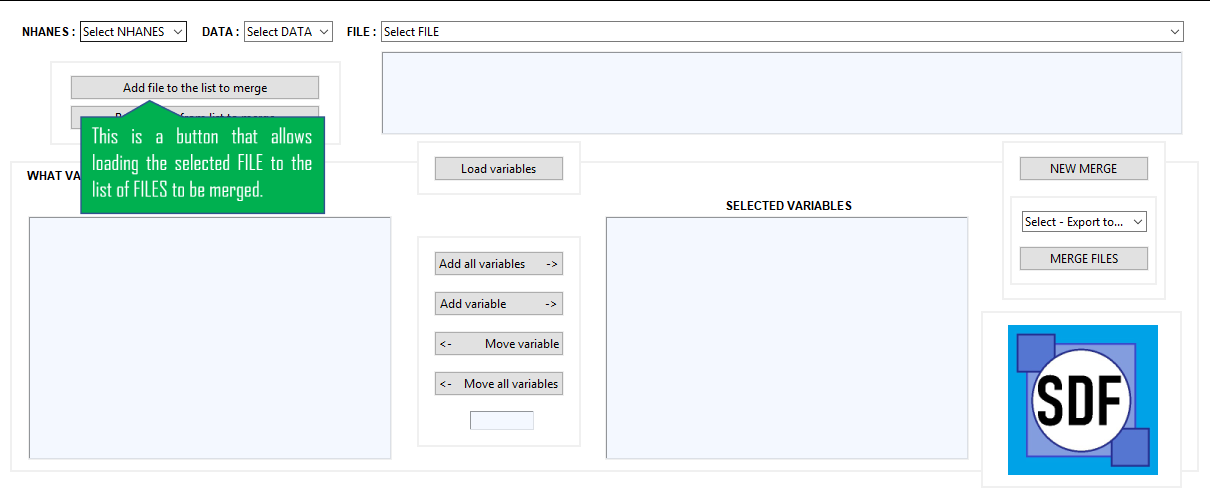 NHANES : Select NHANES DATA : Select DATA FILE : Select FILE
Add file to the list to merge
from list to merge
This is a button that allows
loading the selected FILE to the
list of FILES to be merged.
WHAT VA
Load variables
NEW MERGE
SELECTED VARIABLES
Select - Export to...
MERGE FILES
Add all variables ->
Add variable ->
<- Move variable
<- Move all variables
SDF